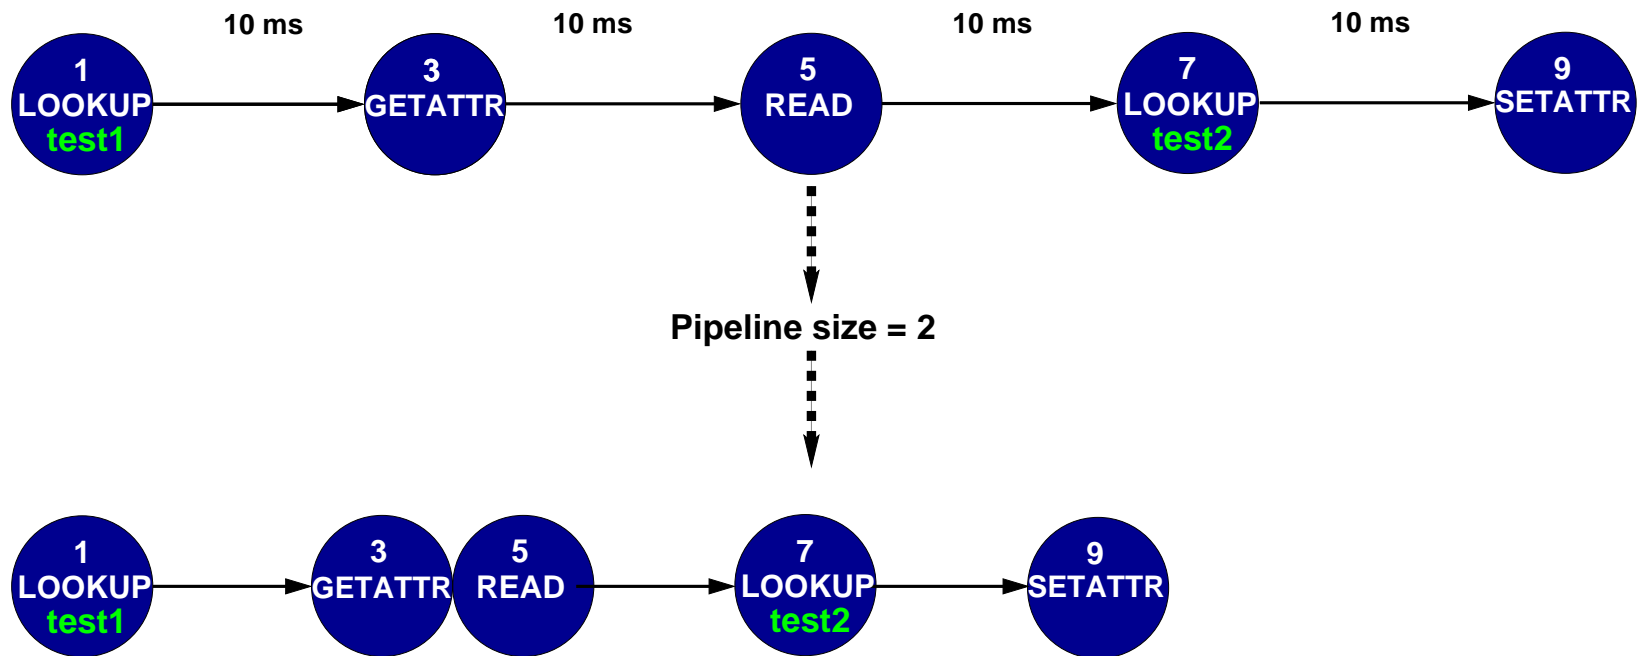 10 ms 10 ms 10 ms 10 ms
1 3 5 7 9
LOOKUP GETATTR READ LOOKUP SETATTR
test1 test2
Pipeline size = 2
1 3 5 7 9
LOOKUP GETATTR READ LOOKUP SETATTR
test1 test2